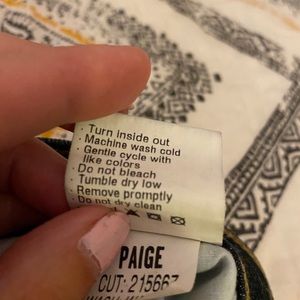 · Turn inside out
· Machine wash cold
· Gentle cycle with
like colors
· Do not bleach
· Tumble dry low
· Remove promptly
· Do not dry clean
PAIGE
CUT: 215667